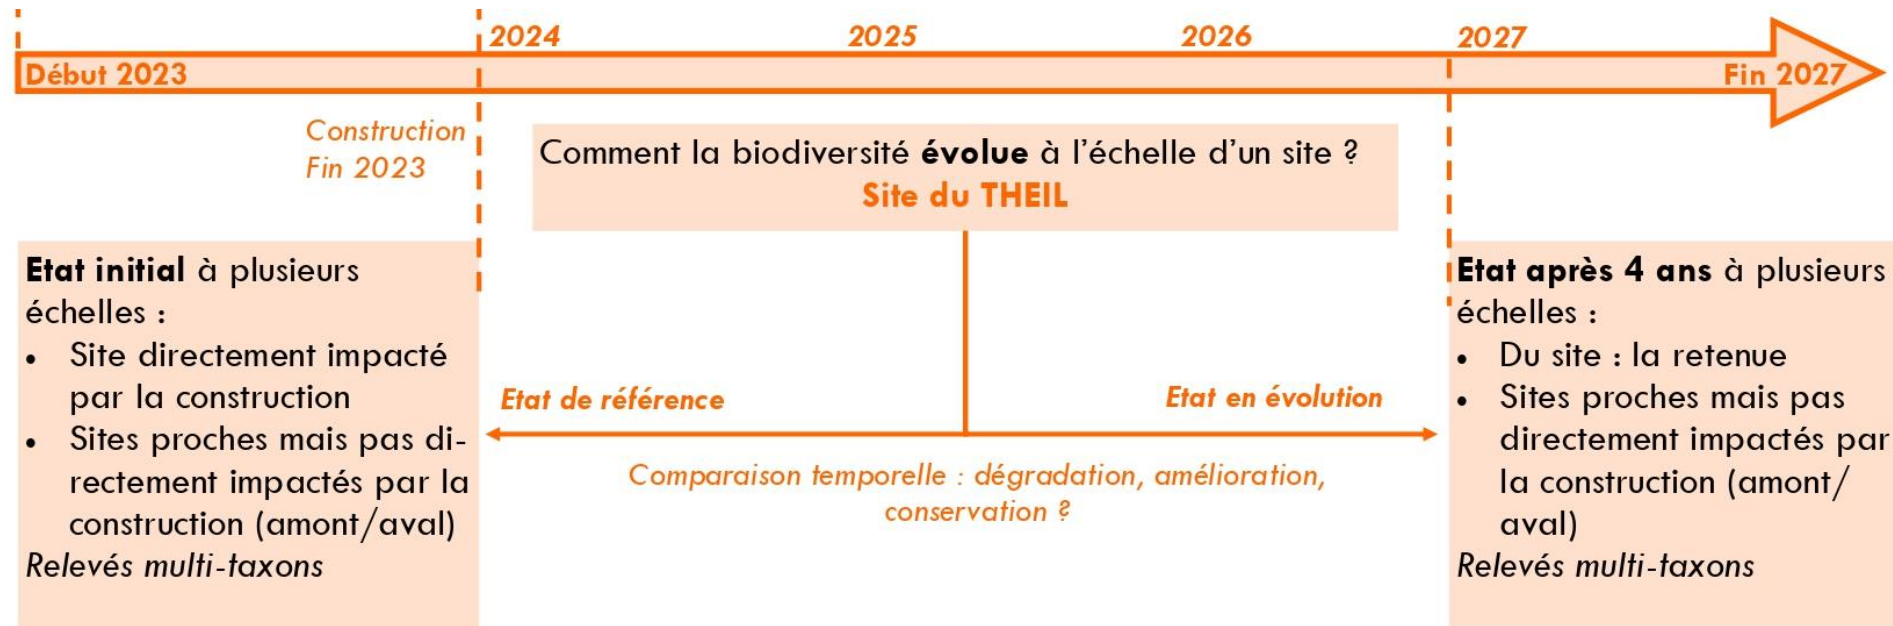 2024
2025
2026
2027
Début 2023
Fin 2027
Construction
Fin 2023
Comment la biodiversité évolue à l'échelle d'un site ?
Site du THEIL
Etat initial à plusieurs
échelles :
• Site directement impacté
par la construction
• Sites proches mais pas di-
rectement impactés par la
construction (amont/aval)
Relevés multi-taxons
Etat de référence
Etat en évolution
Comparaison temporelle : dégradation, amélioration,
conservation ?
Etat après 4 ans à plusieurs
échelles :
• Du site : la retenue
• Sites proches mais pas
directement impactés par
la construction (amont/
aval)
Relevés multi-taxons